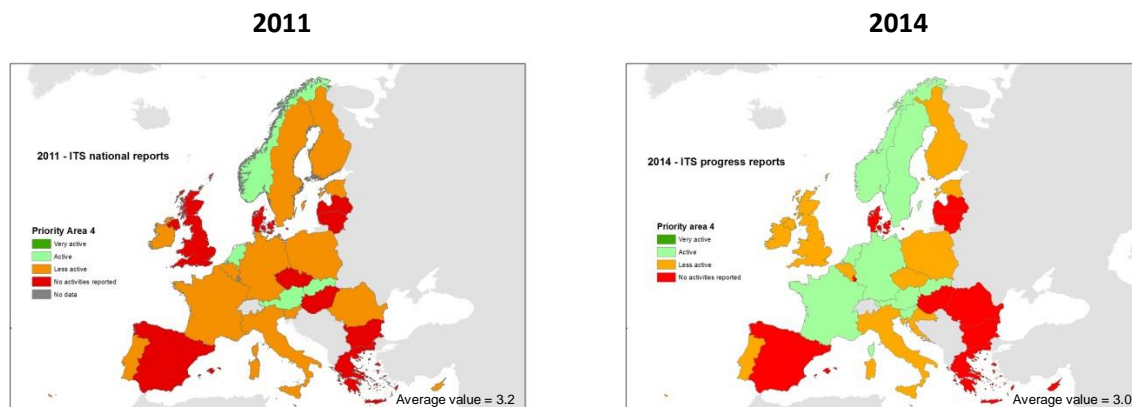 2011
2014
2011 - ITS national reports
Priority Area 4
Very active
Active
Less active
No activities reported
No data
Average value = 3.2
2014 - ITS progress reports
Priority area 4
Very active
Active
Less active
No activities reported
Average value = 3.0